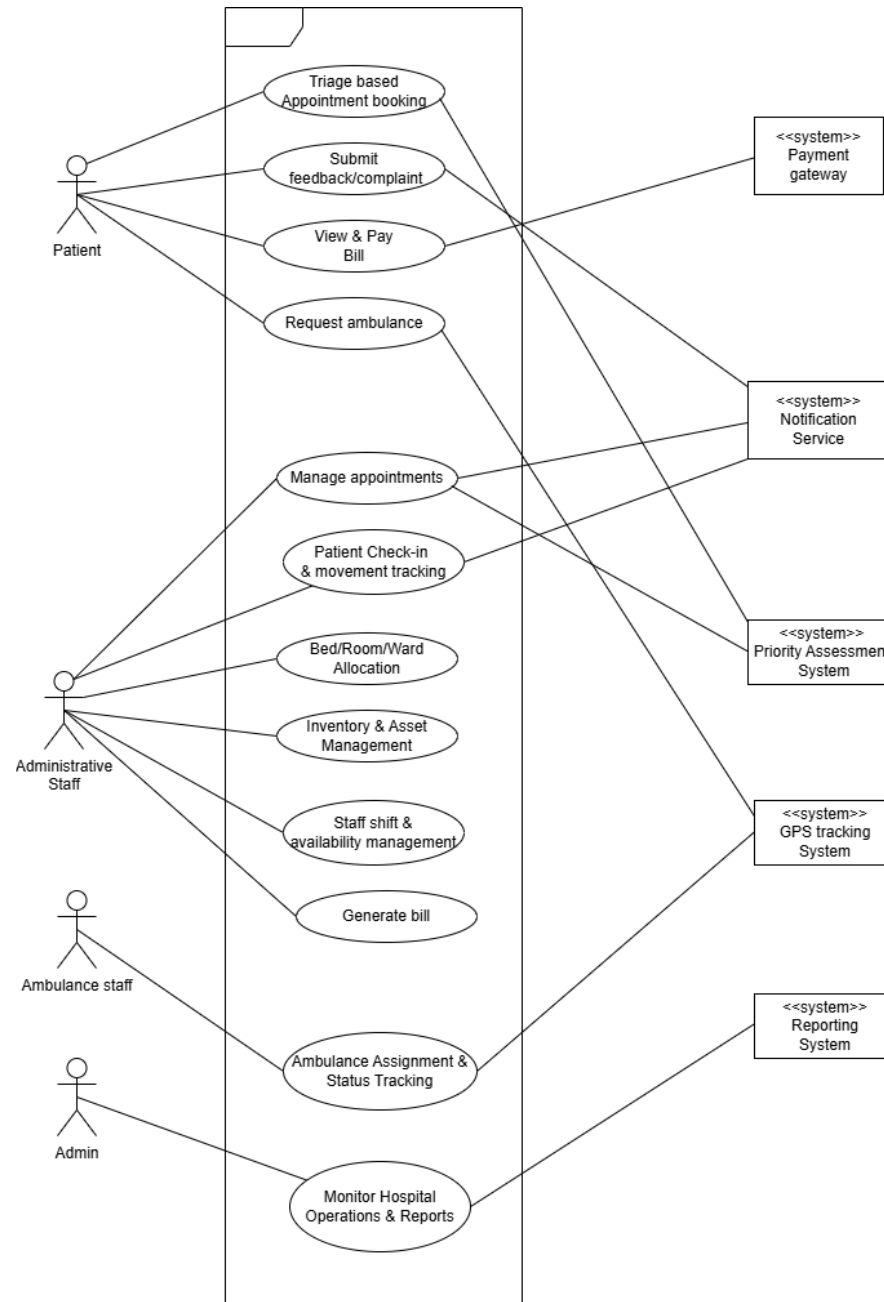 Triage based
Appointment booking
<<system>>
Payment
gateway
Submit
feedback/complaint
Patient
View & Pay
Bill
Request ambulance
<<system>>
Notification
Service
Manage appointments
Patient Check-in
& movement tracking
<<system>>
Priority Assessmen
System
Bed/Room/Ward
Allocation
Inventory & Asset
Management
Administrative
Staff
<<system>>
GPS tracking
System
Staff shift &
availability management
Generate bill
Ambulance staff
<<system>>
Reporting
System
Ambulance Assignment &
Status Tracking
Admin
Monitor Hospital
Operations & Reports